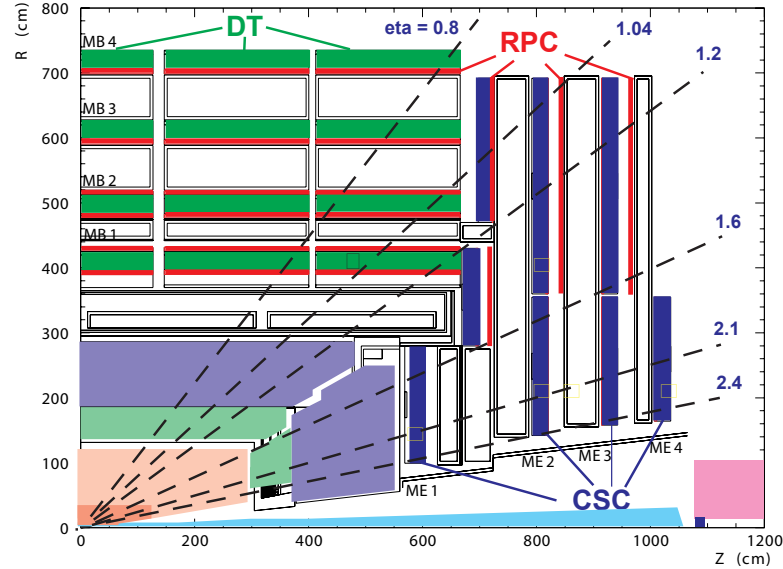 R (cm)
800
700
600
500
400
300
200
100
0
MB 4
MB 3
MB 2
MB 1
DT
eta = 0.8
RPC
1.04
1.2
1.6
2.1
2.4
ME 1
ME 2
ME 3
ME 4
CSC
0
200
400
600
800
1000
1200
Z (cm)